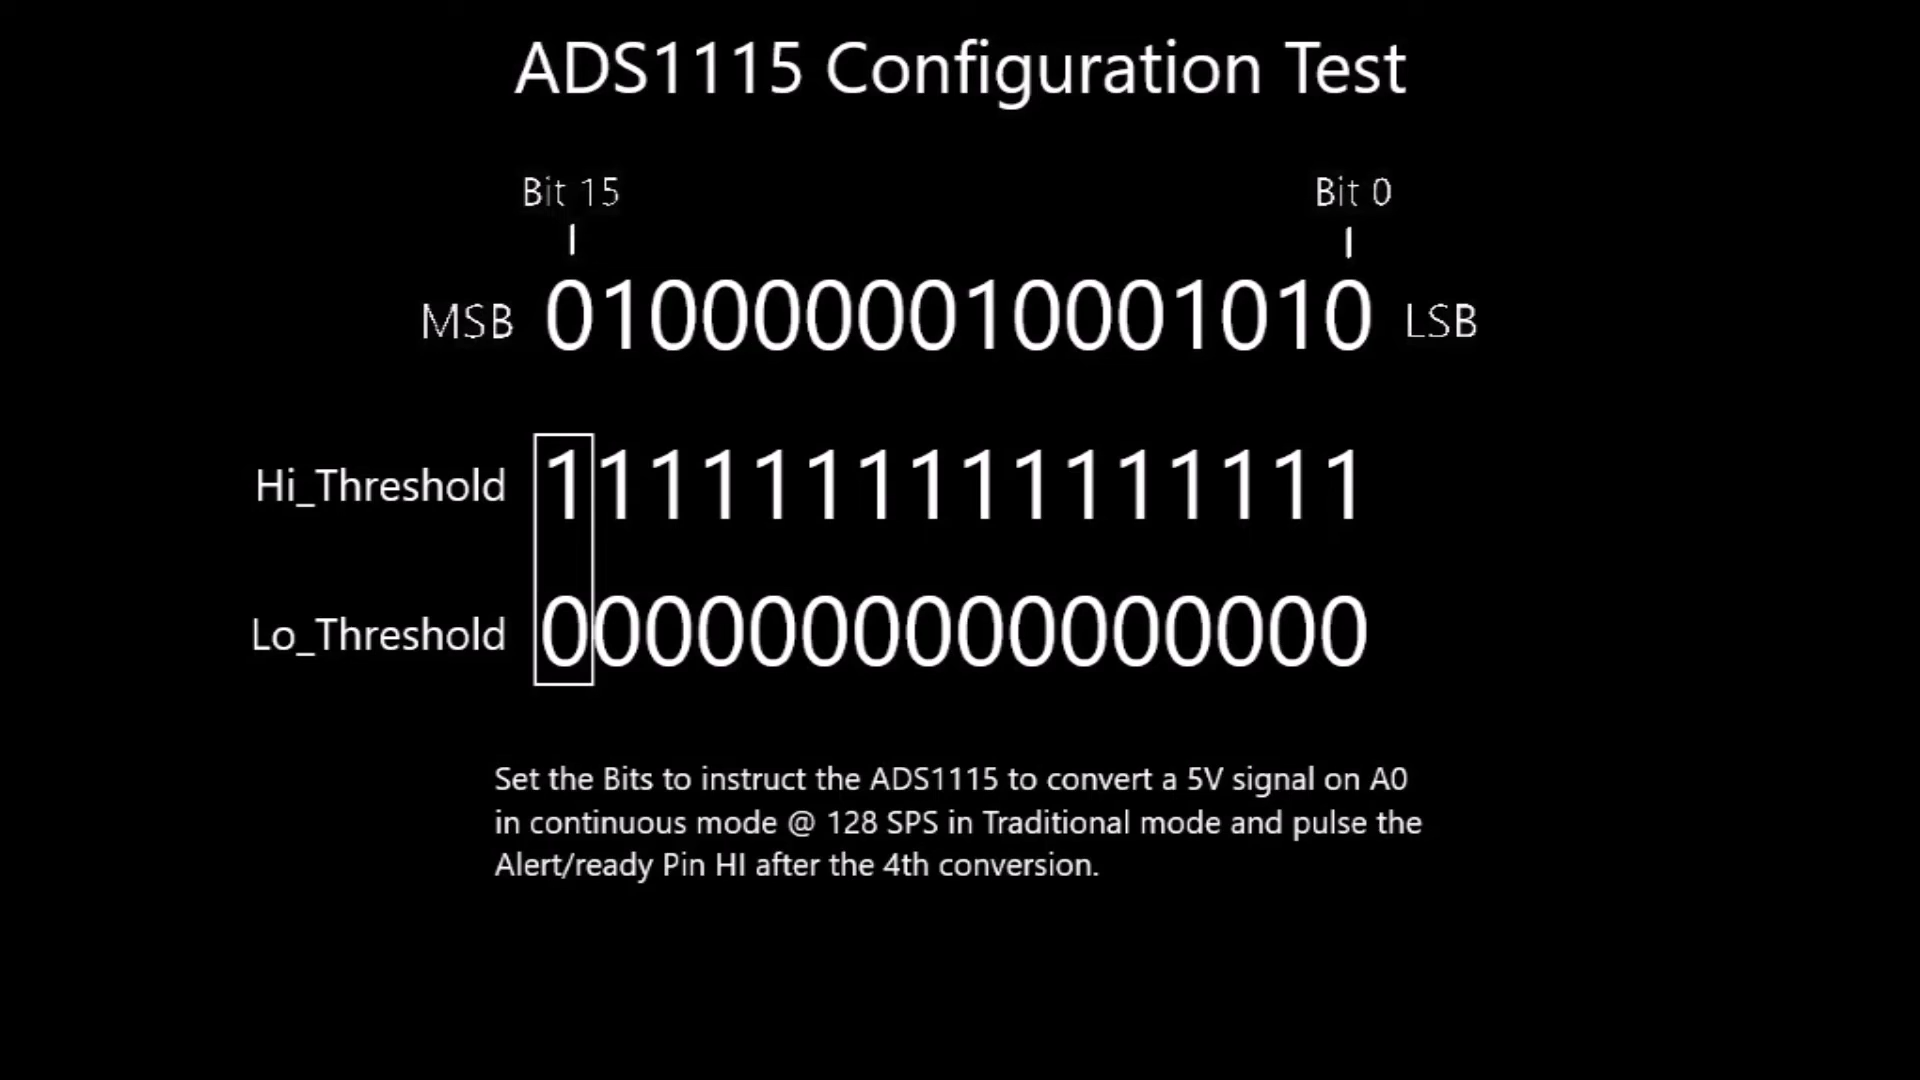 ADS1115 Configuration Test
Bit 15 Bit 0
MSB 0100000010001010 LSB
Hi_Threshold 1111111111111111
Lo_Threshold 0000000000000000
Set the Bits to instruct the ADS1115 to convert a 5V signal on A0
in continuous mode @ 128 SPS in Traditional mode and pulse the
Alert/ready Pin HI after the 4th conversion.